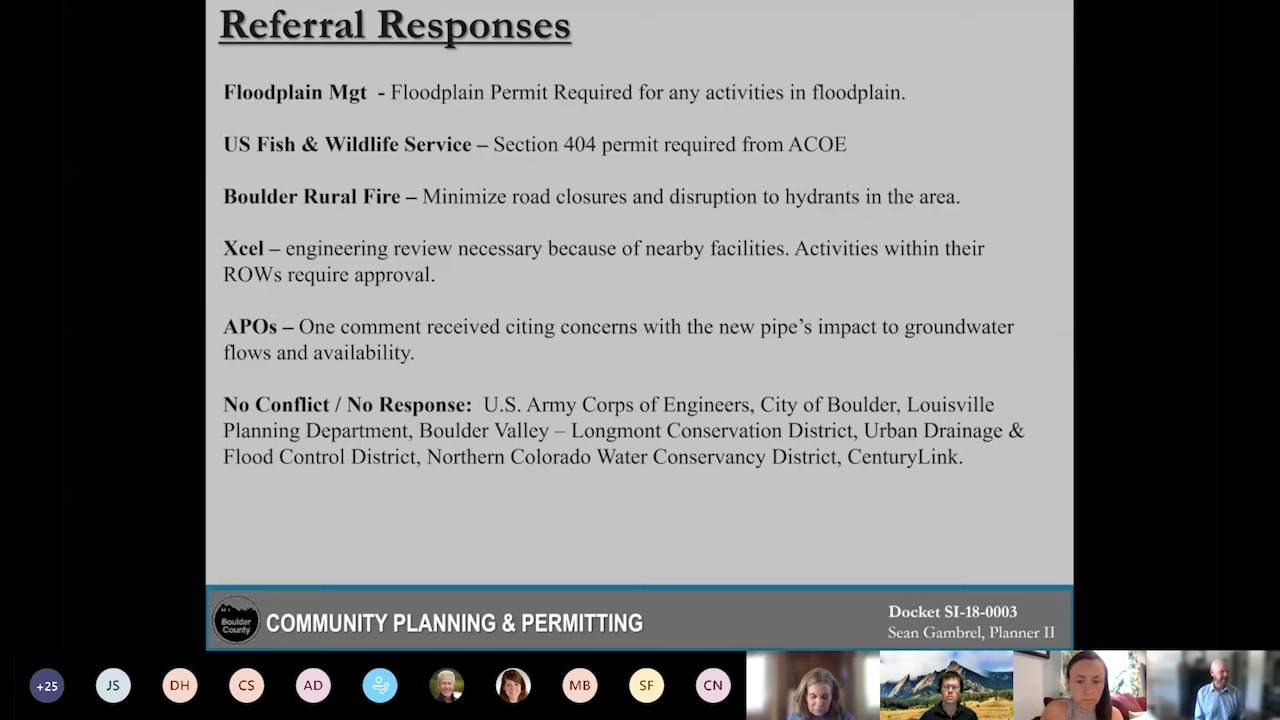 Referral Responses
Floodplain Mgt - Floodplain Permit Required for any activities in floodplain.
US Fish & Wildlife Service – Section 404 permit required from ACOE
Boulder Rural Fire – Minimize road closures and disruption to hydrants in the area.
Xcel – engineering review necessary because of nearby facilities. Activities within their
ROWs require approval.
APOs – One comment received citing concerns with the new pipe’s impact to groundwater
flows and availability.
No Conflict / No Response: U.S. Army Corps of Engineers, City of Boulder, Louisville
Planning Department, Boulder Valley – Longmont Conservation District, Urban Drainage &
Flood Control District, Northern Colorado Water Conservancy District, CenturyLink.
Boulder
County
COMMUNITY PLANNING & PERMITTING
Docket SI-18-0003
Sean Gambrel, Planner II
+25 JS DH CS AD MB SF CN